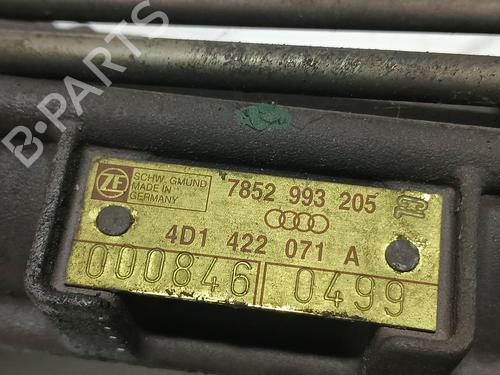 B-PARTS
ZF
SCHW. GMÜND
MADE IN
GERMANY
7852 993 205
4D1 422 071 A
000846
0499